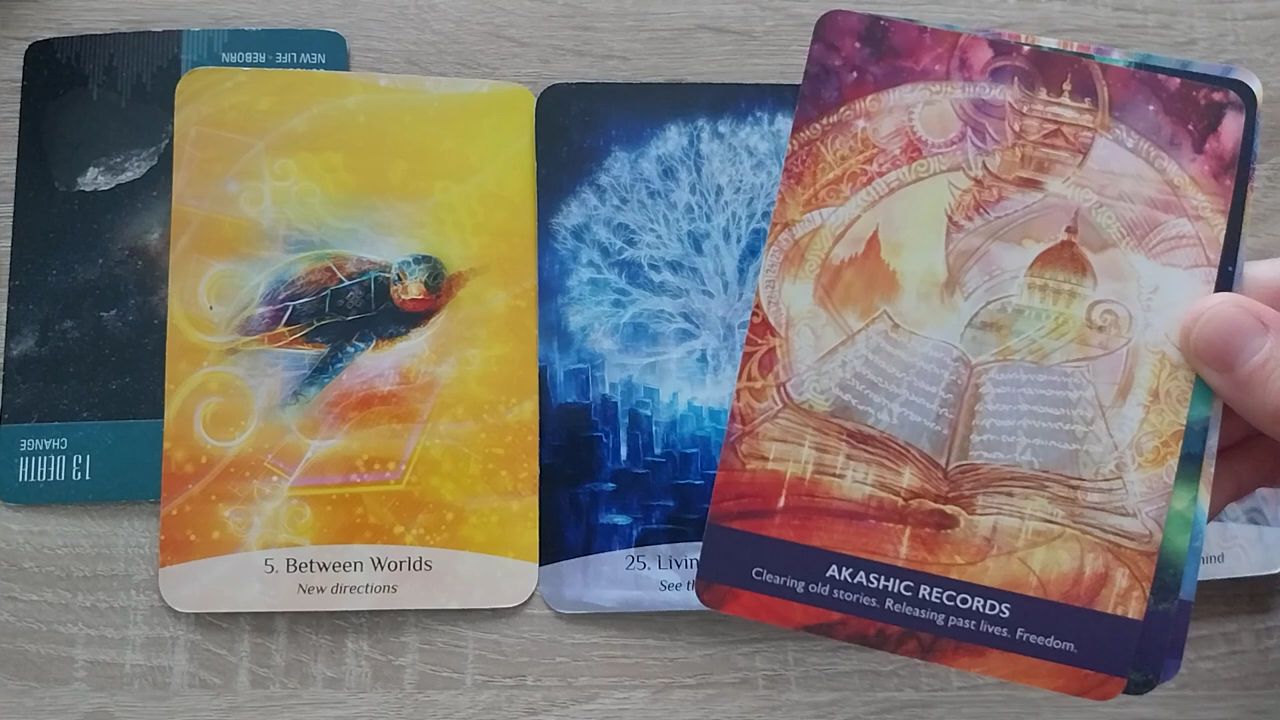 NEW LIFE · REBORN
13 DEATH
CHANGE
5. Between Worlds
New directions
25. Livin
See th
AKASHIC RECORDS
Clearing old stories. Releasing past lives. Freedom.